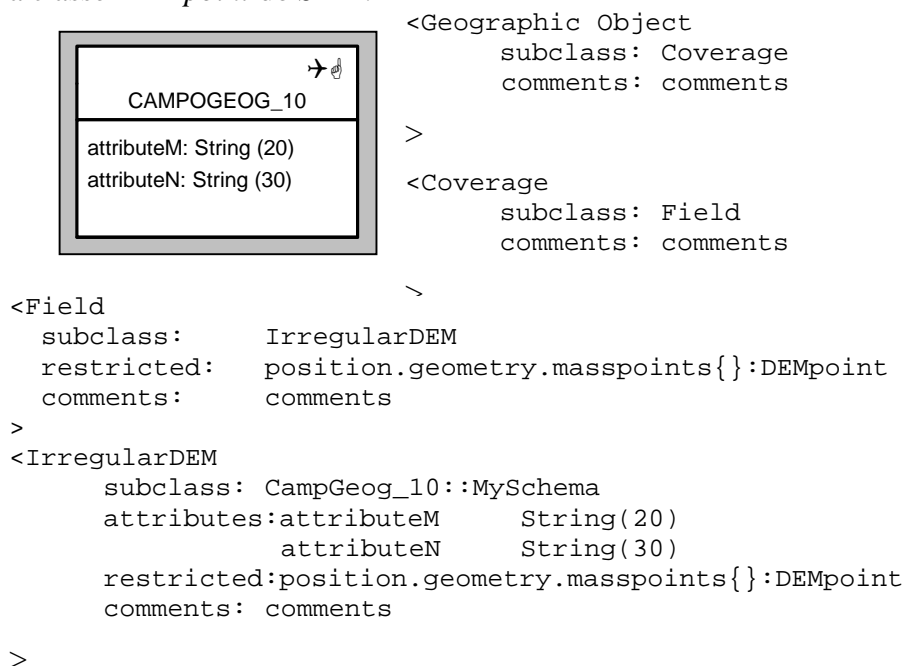 CAMPOGEOG_10
attributeM: String (20)
attributeN: String (30)
<Geographic Object
subclass: Coverage
comments: comments
>
<Coverage
subclass: Field
comments: comments
>
<Field
subclass: IrregularDEM
restricted: position.geometry.masspoints{}:DEMpoint
comments: comments
>
<IrregularDEM
subclass: CampGeog_10::MySchema
attributes:attributeM String(20)
attributeN String(30)
restricted:position.geometry.masspoints{}:DEMpoint
comments: comments
>